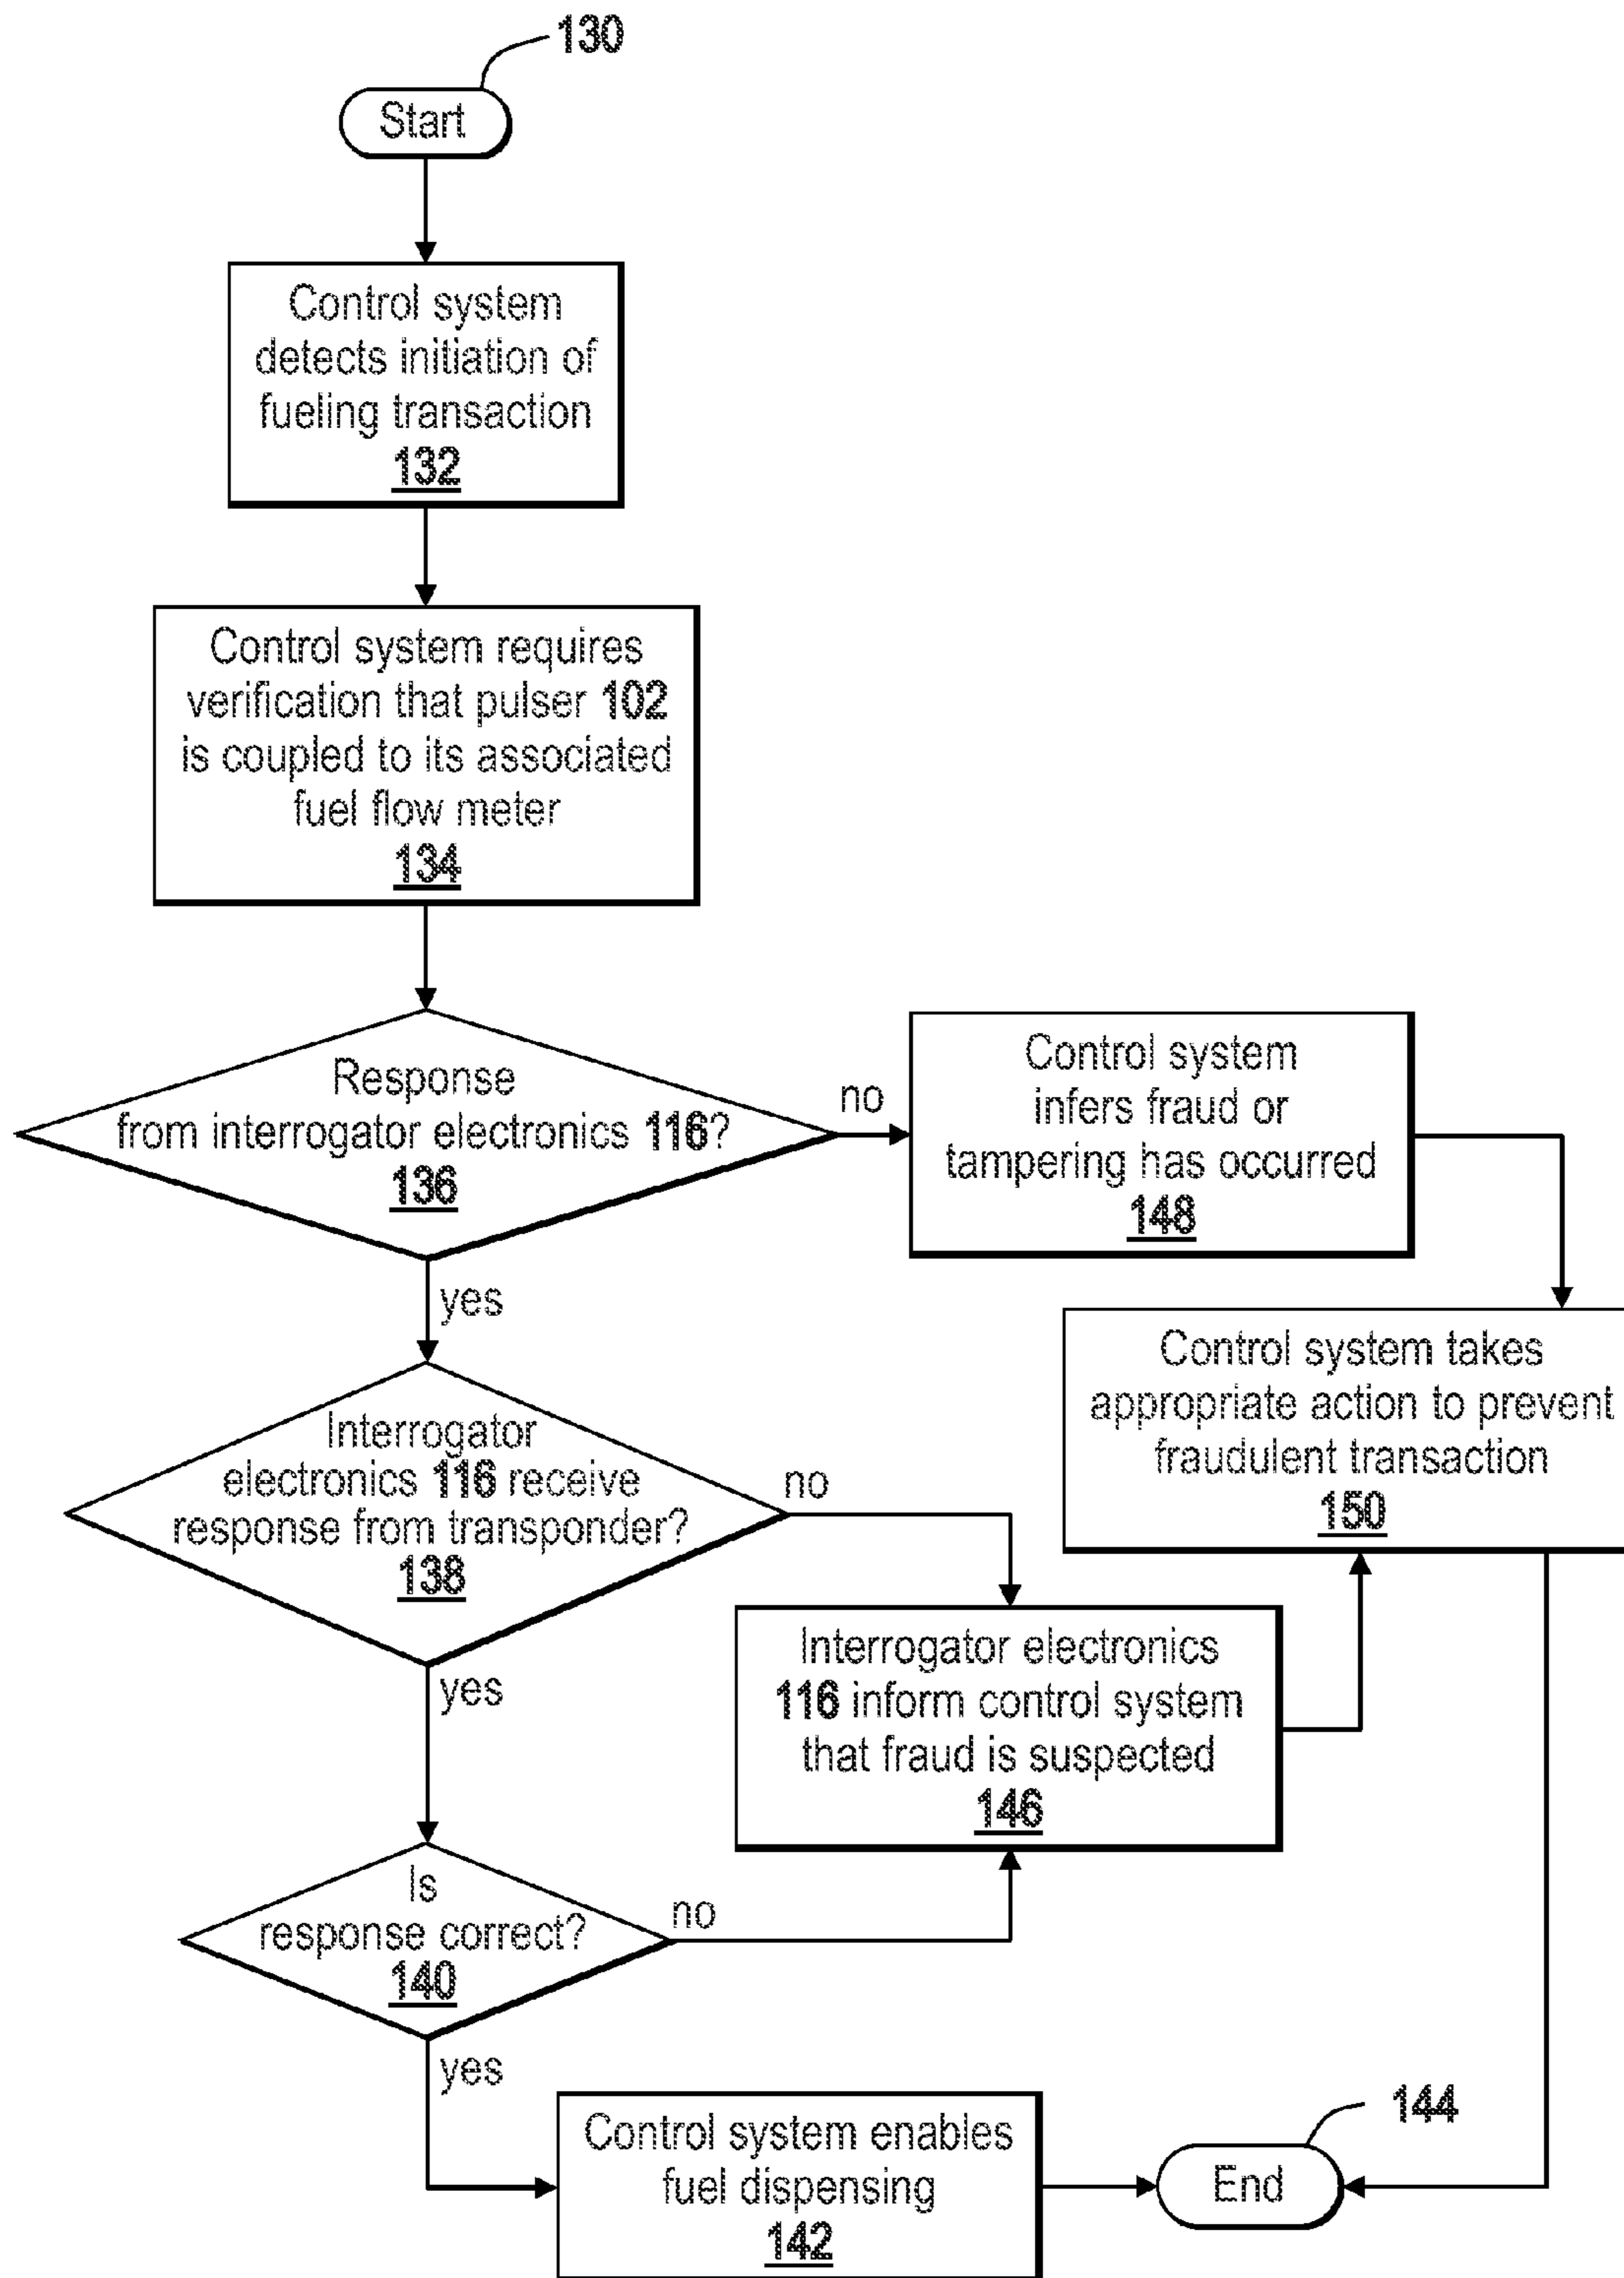 130
Start
Control system
detects initiation of
fueling transaction
132
Control system requires
verification that pulser 102
is coupled to its associated
fuel flow meter
134
Response
from interrogator electronics 116?
136
no
Control system
infers fraud or
tampering has occurred
148
yes
Control system takes
appropriate action to prevent
fraudulent transaction
150
Interrogator
electronics 116 receive
response from transponder?
138
no
Interrogator electronics
116 inform control system
that fraud is suspected
146
yes
Is
response correct?
140
no
yes
Control system enables
fuel dispensing
142
144
End